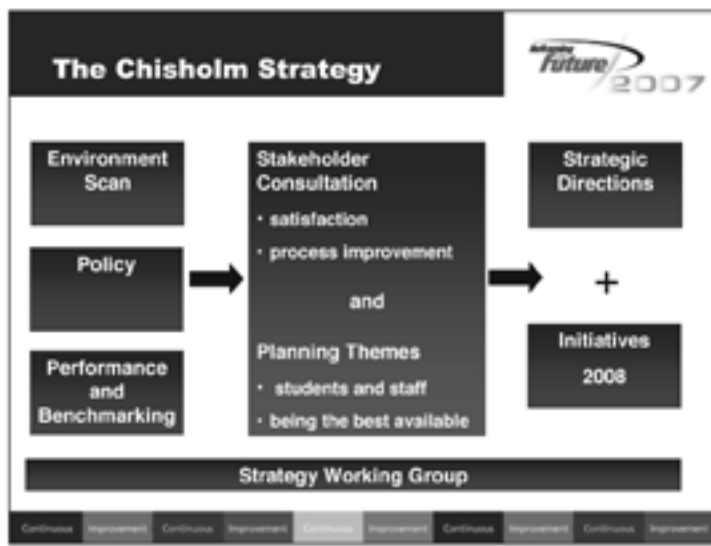 The Chisholm Strategy
Reframing
Future
2007
Environment
Scan
Policy
Performance
and
Benchmarking
Stakeholder
Consultation
• satisfaction
• process improvement
and
Planning Themes
• students and staff
• being the best available
Strategic
Directions
+
Initiatives
2008
Strategy Working Group
Continuous Improvement Continuous Improvement Continuous Improvement Continuous Improvement Continuous Improvement